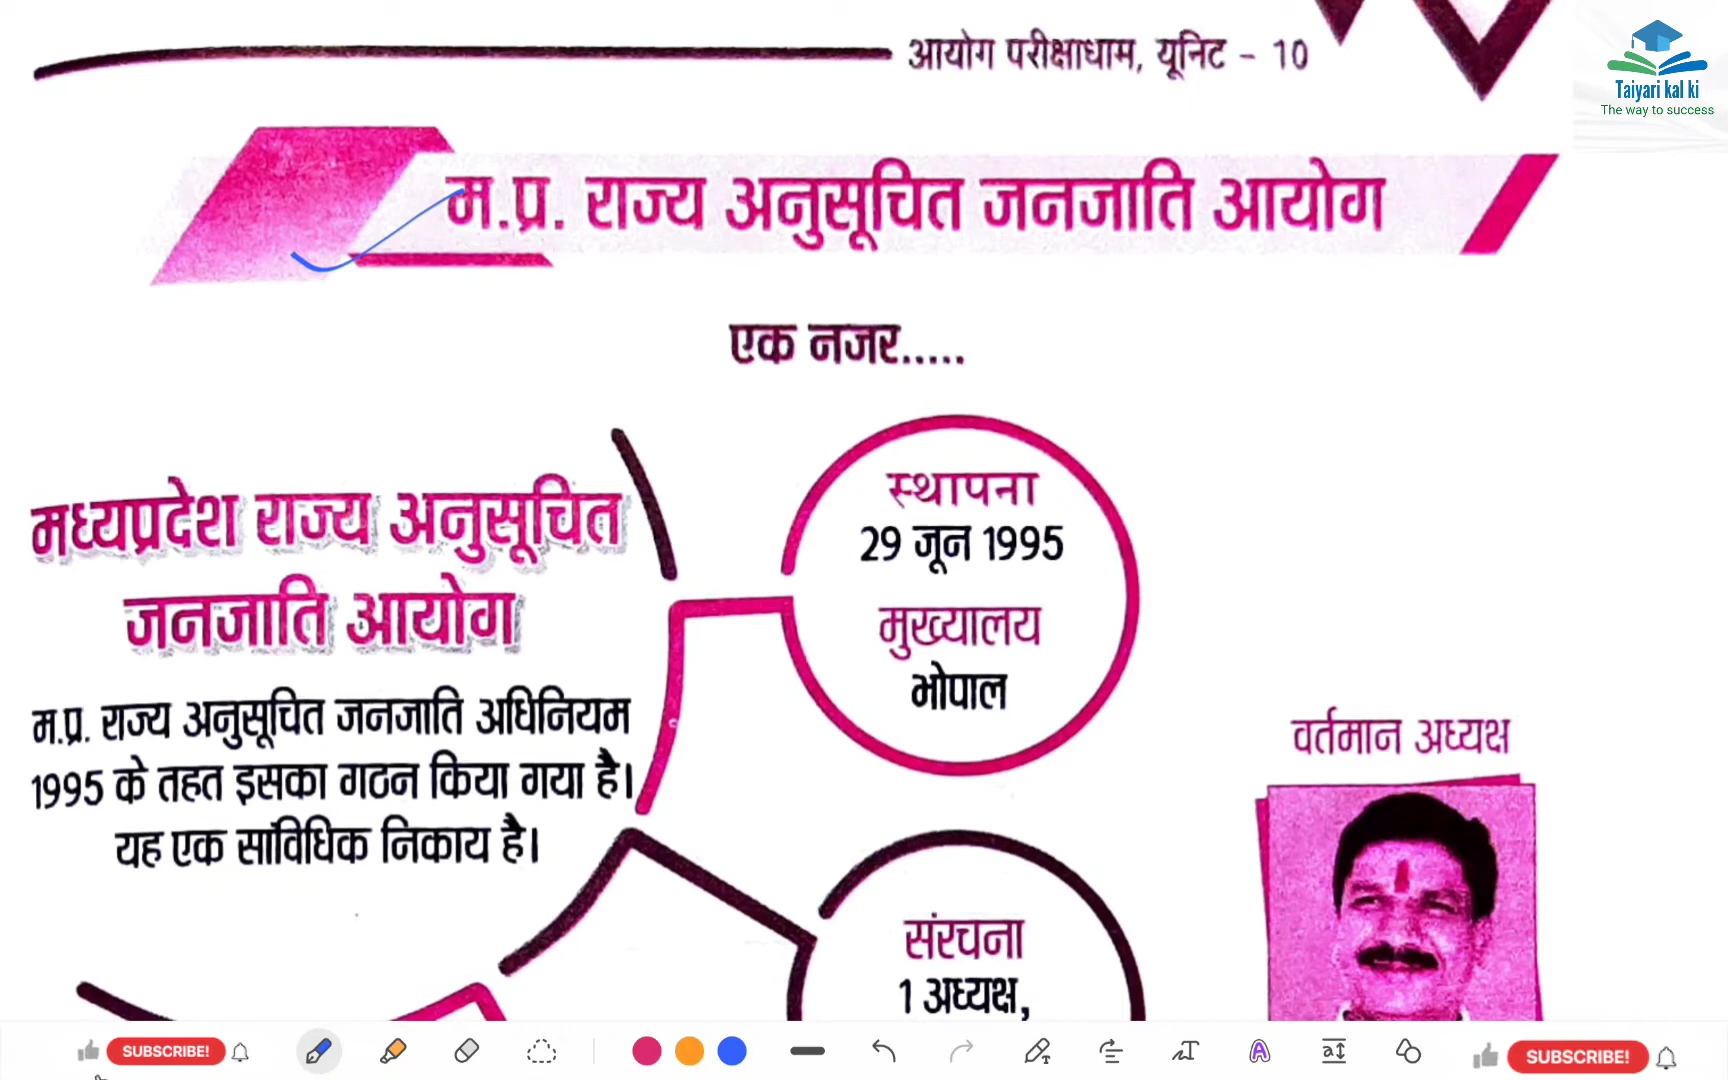 आयोग परीक्षाधाम, यूनिट - 10
Taiyari kal ki
The way to success
म.प्र. राज्य अनुसूचित जनजाति आयोग
एक नजर.....
मध्यप्रदेश राज्य अनुसूचित
जनजाति आयोग
म.प्र. राज्य अनुसूचित जनजाति अधिनियम
1995 के तहत इसका गठन किया गया है।
यह एक सांविधिक निकाय है।
स्थापना
29 जून 1995
मुख्यालय
भोपाल
वर्तमान अध्यक्ष
संरचना
1 अध्यक्ष,
SUBSCRIBE!
SUBSCRIBE!